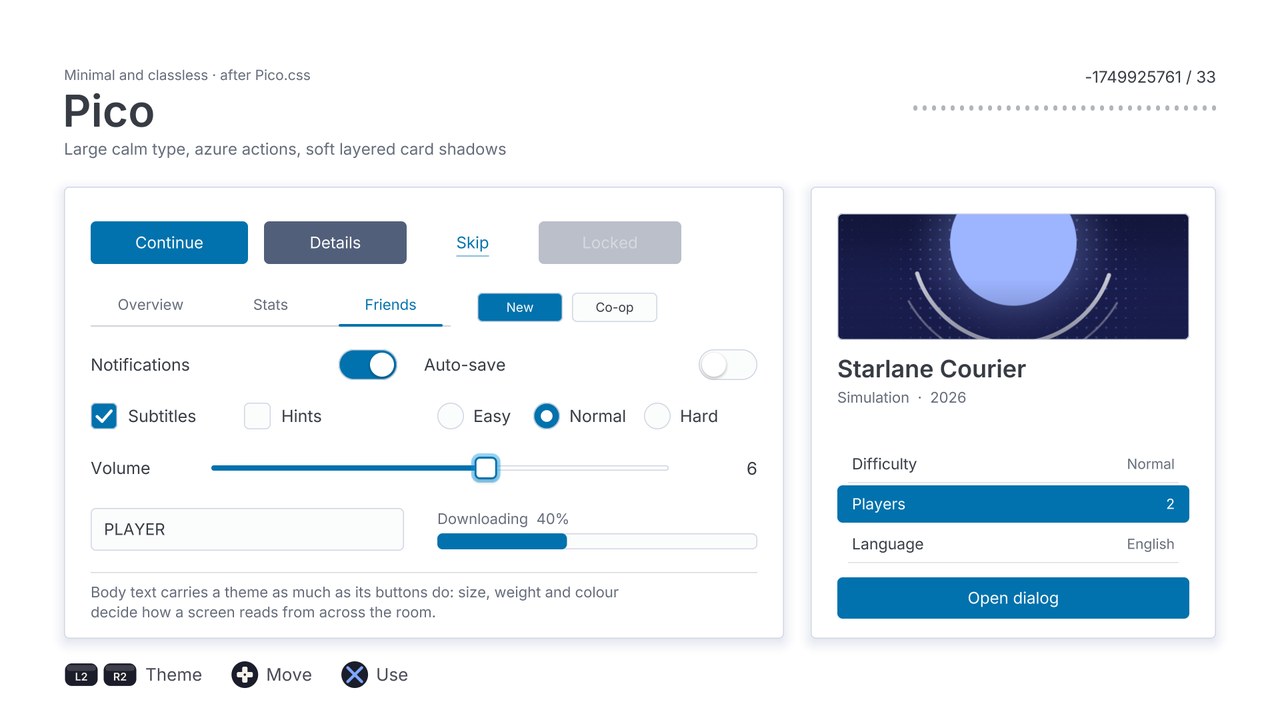 Minimal and classless · after Pico.css
-1749925761 / 33
Pico
Large calm type, azure actions, soft layered card shadows
Continue
Details
Skip
Locked
Overview
Stats
Friends
New
Co-op
Notifications
Auto-save
Subtitles
Hints
Easy
Normal
Hard
Volume
6
PLAYER
Downloading 40%
Body text carries a theme as much as its buttons do: size, weight and colour
decide how a screen reads from across the room.
Starlane Courier
Simulation · 2026
Difficulty
Normal
Players
2
Language
English
Open dialog
L2
R2
Theme
Move
Use